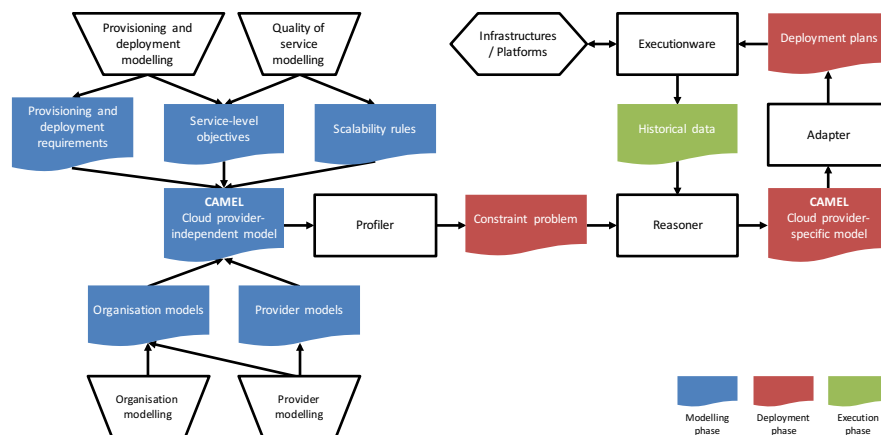 Provisioning and
deployment
modelling
Quality of
service
modelling
Infrastructures
/ Platforms
Executionware
Deployment plans
Provisioning and
deployment
requirements
Service-level
objectives
Scalability rules
Historical data
Adapter
CAMEL
Cloud provider-
independent model
Profiler
Constraint problem
Reasoner
CAMEL
Cloud provider-
specific model
Organisation models
Provider models
Organisation
modelling
Provider
modelling
Modelling
phase
Deployment
phase
Execution
phase